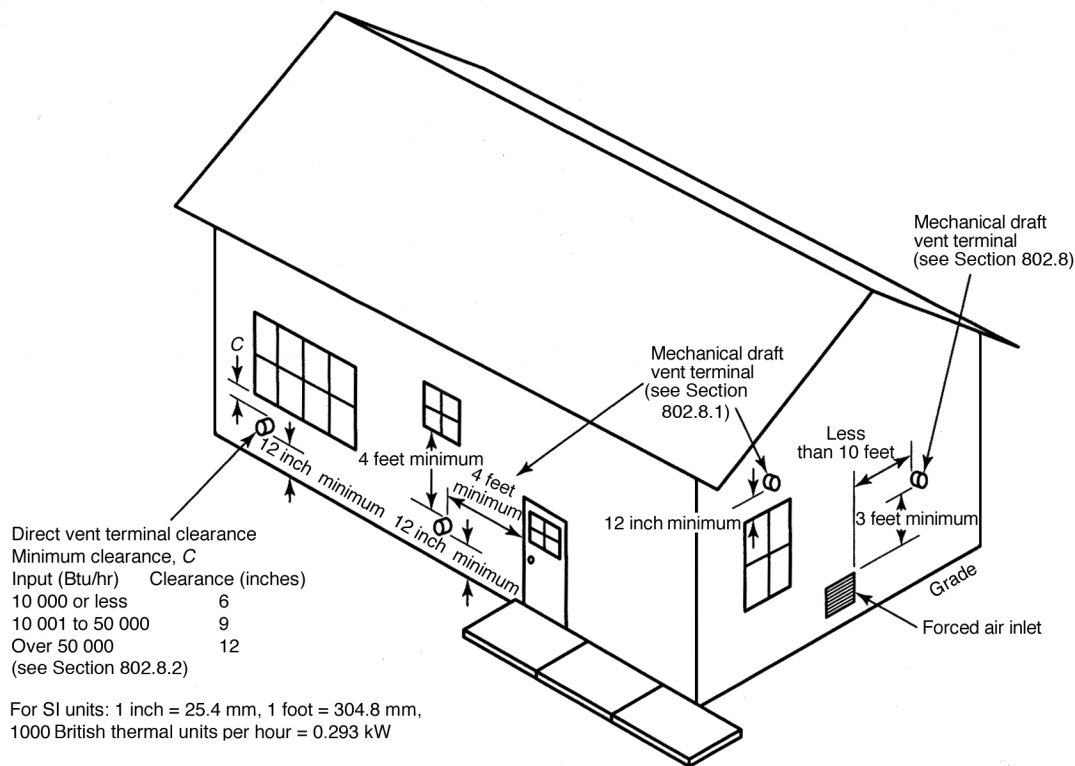 Mechanical draft
vent terminal
(see Section 802.8)
Mechanical draft
vent terminal
(see Section
802.8.1)
C
Less
than 10 feet
4 feet minimum
4 feet
minimum
12 inch minimum
12 inch minimum
12 inch minimum
3 feet minimum
Grade
Forced air inlet
Direct vent terminal clearance
Minimum clearance, C
Input (Btu/hr) Clearance (inches)
10 000 or less 6
10 001 to 50 000 9
Over 50 000 12
(see Section 802.8.2)
For SI units: 1 inch = 25.4 mm, 1 foot = 304.8 mm,
1000 British thermal units per hour = 0.293 kW